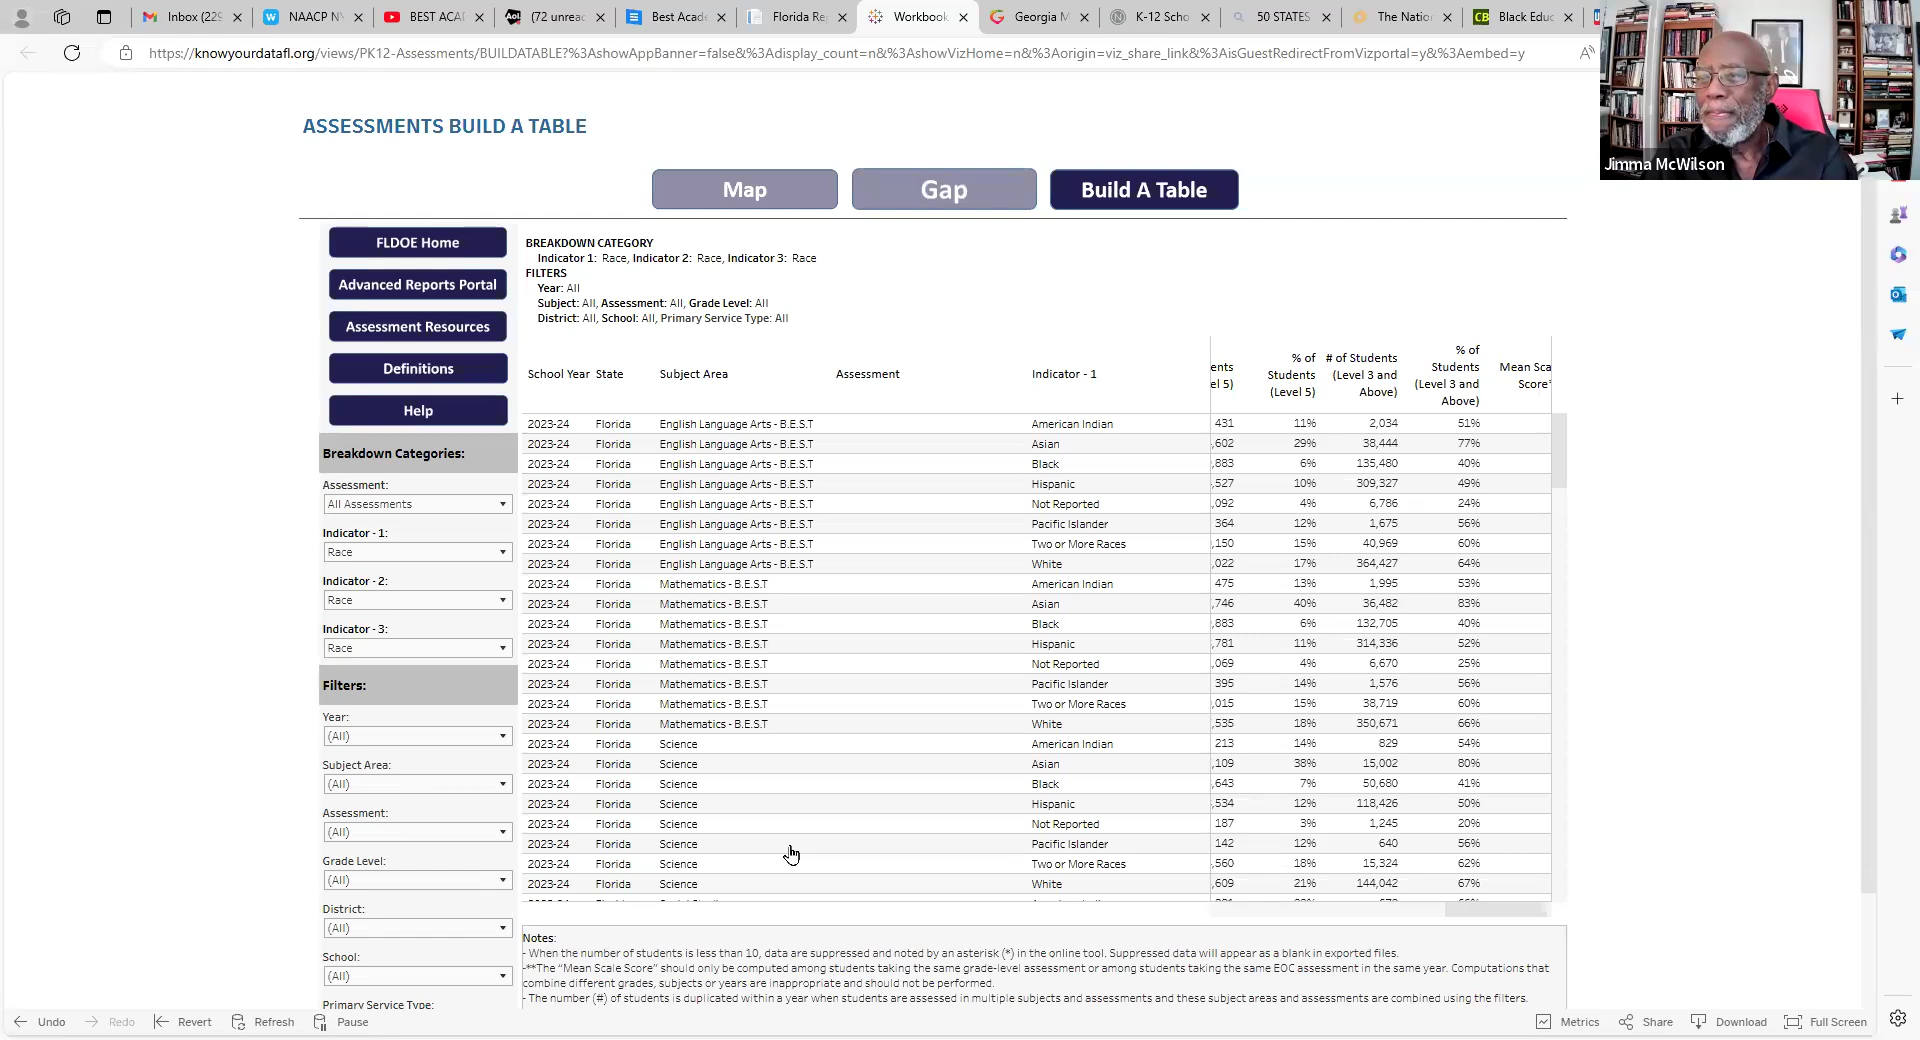 Inbox (229
NAACP NY
BEST ACAD
(72 unrea
Best Acade
Florida Re
Workbook
Georgia M
K-12 Scho
50 STATES
The Nation
Black Educ
https://knowyourdatafl.org/views/PK12-Assessments/BUILDATABLE?%3AshowAppBanner=false&%3Adisplay_count=n&%3AshowVizHome=n&%3Aorigin=viz_share_link&%3AisGuestRedirectFromVizportal=y&%3Aembed=y
Jimma McWilson
ASSESSMENTS BUILD A TABLE
Map Gap Build A Table
FLDOE Home
Advanced Reports Portal
Assessment Resources
Definitions
Help
Breakdown Categories:
Assessment:
All Assessments
Indicator - 1:
Race
Indicator - 2:
Race
Indicator - 3:
Race
Filters:
Year:
(All)
Subject Area:
(All)
Assessment:
(All)
Grade Level:
(All)
District:
(All)
School:
(All)
Primary Service Type:
BREAKDOWN CATEGORY
Indicator 1: Race, Indicator 2: Race, Indicator 3: Race
FILTERS
Year: All
Subject: All, Assessment: All, Grade Level: All
District: All, School: All, Primary Service Type: All
School Year State Subject Area Assessment Indicator - 1 ents el 5) % of Students (Level 5) # of Students (Level 3 and Above) % of Students (Level 3 and Above) Mean Sca Score*
2023-24 Florida English Language Arts - B.E.S.T American Indian 431 11% 2,034 51%
2023-24 Florida English Language Arts - B.E.S.T Asian ,602 29% 38,444 77%
2023-24 Florida English Language Arts - B.E.S.T Black ,883 6% 135,480 40%
2023-24 Florida English Language Arts - B.E.S.T Hispanic ,527 10% 309,327 49%
2023-24 Florida English Language Arts - B.E.S.T Not Reported ,092 4% 6,786 24%
2023-24 Florida English Language Arts - B.E.S.T Pacific Islander 364 12% 1,675 56%
2023-24 Florida English Language Arts - B.E.S.T Two or More Races ,150 15% 40,969 60%
2023-24 Florida English Language Arts - B.E.S.T White ,022 17% 364,427 64%
2023-24 Florida Mathematics - B.E.S.T American Indian 475 13% 1,995 53%
2023-24 Florida Mathematics - B.E.S.T Asian ,746 40% 36,482 83%
2023-24 Florida Mathematics - B.E.S.T Black ,883 6% 132,705 40%
2023-24 Florida Mathematics - B.E.S.T Hispanic ,781 11% 314,336 52%
2023-24 Florida Mathematics - B.E.S.T Not Reported ,069 4% 6,670 25%
2023-24 Florida Mathematics - B.E.S.T Pacific Islander 395 14% 1,576 56%
2023-24 Florida Mathematics - B.E.S.T Two or More Races ,015 15% 38,719 60%
2023-24 Florida Mathematics - B.E.S.T White ,535 18% 350,671 66%
2023-24 Florida Science American Indian 213 14% 829 54%
2023-24 Florida Science Asian ,109 38% 15,002 80%
2023-24 Florida Science Black ,643 7% 50,680 41%
2023-24 Florida Science Hispanic ,534 12% 118,426 50%
2023-24 Florida Science Not Reported 187 3% 1,245 20%
2023-24 Florida Science Pacific Islander 142 12% 640 56%
2023-24 Florida Science Two or More Races ,560 18% 15,324 62%
2023-24 Florida Science White ,609 21% 144,042 67%
Notes:
- When the number of students is less than 10, data are suppressed and noted by an asterisk (*) in the online tool. Suppressed data will appear as a blank in exported files.
-**The "Mean Scale Score" should only be computed among students taking the same grade-level assessment or among students taking the same EOC assessment in the same year. Computations that
combine different grades, subjects or years are inappropriate and should not be performed.
- The number (#) of students is duplicated within a year when students are assessed in multiple subjects and assessments and these subject areas and assessments are combined using the filters.
Undo Redo Revert Refresh Pause Metrics Share Download Full Screen